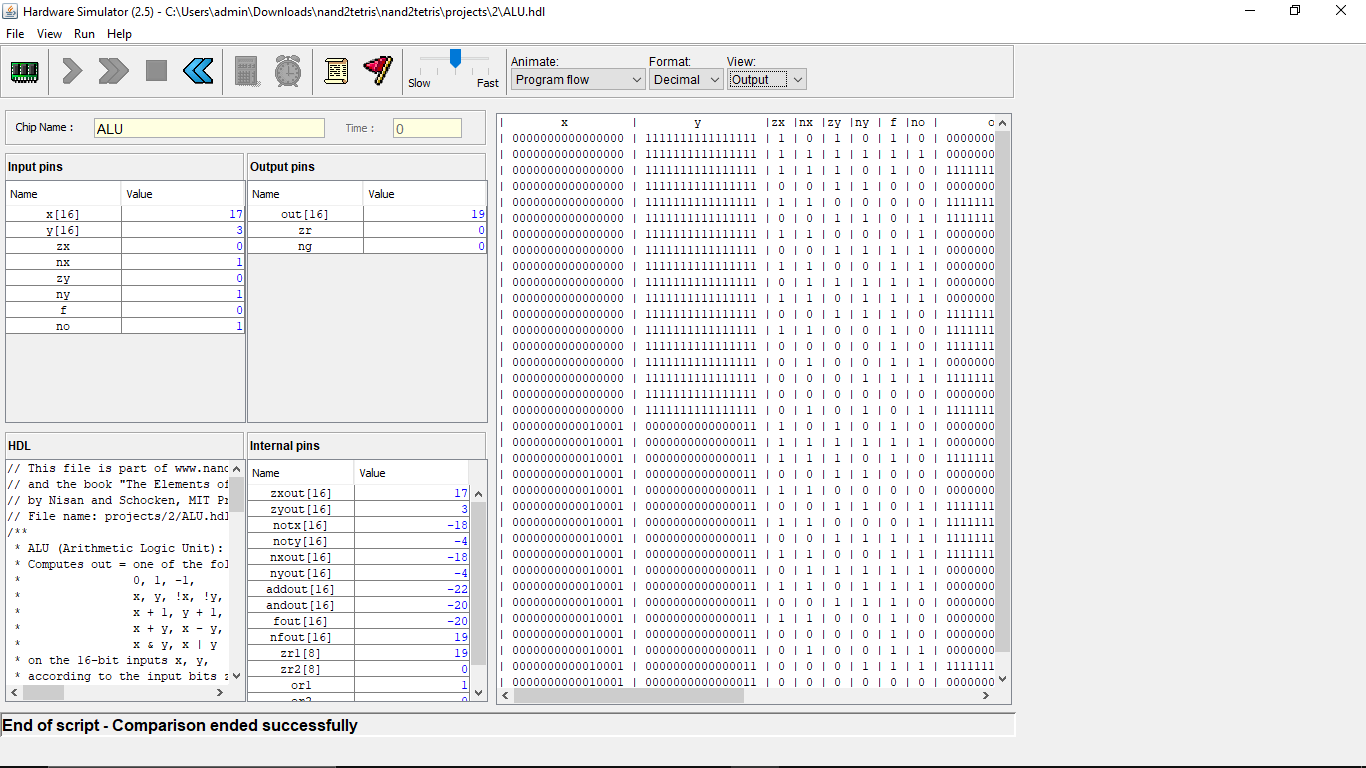 Hardware Simulator (2.5) - C:\Users\admin\Downloads\nand2tetris\nand2tetris\projects\2\ALU.hdl
File View Run Help
Slow Fast
Animate: Format: View:
Program flow Decimal Output
Chip Name : ALU Time : 0
Input pins
Name Value
x[16] 17
y[16] 3
zx 0
nx 1
zy 0
ny 1
f 0
no 1
Output pins
Name Value
out[16] 19
zr 0
ng 0
HDL
// This file is part of www.nand
// and the book "The Elements of
// by Nisan and Schocken, MIT Pr
// File name: projects/2/ALU.hdl
/**
* ALU (Arithmetic Logic Unit):
* Computes out = one of the fol
* 0, 1, -1,
* x, y, !x, !y,
* x + 1, y + 1,
* x + y, x - y,
* x & y, x | y
* on the 16-bit inputs x, y,
* according to the input bits z
Internal pins
Name Value
zxout[16] 17
zyout[16] 3
notx[16] -18
noty[16] -4
nxout[16] -18
nyout[16] -4
addout[16] -22
andout[16] -20
fout[16] -20
nfout[16] 19
zr1[8] 19
zr2[8] 0
or1 1
or2 0
| x | y |zx |nx |zy |ny | f |no | o
| 0000000000000000 | 1111111111111111 | 1 | 0 | 1 | 0 | 1 | 0 | 0000000
| 0000000000000000 | 1111111111111111 | 1 | 1 | 1 | 1 | 1 | 1 | 0000000
| 0000000000000000 | 1111111111111111 | 1 | 1 | 1 | 0 | 1 | 0 | 1111111
| 0000000000000000 | 1111111111111111 | 0 | 0 | 1 | 1 | 0 | 0 | 0000000
| 0000000000000000 | 1111111111111111 | 1 | 1 | 0 | 0 | 0 | 0 | 1111111
| 0000000000000000 | 1111111111111111 | 0 | 0 | 1 | 1 | 0 | 1 | 1111111
| 0000000000000000 | 1111111111111111 | 1 | 1 | 0 | 0 | 0 | 1 | 0000000
| 0000000000000000 | 1111111111111111 | 0 | 0 | 1 | 1 | 1 | 1 | 0000000
| 0000000000000000 | 1111111111111111 | 1 | 1 | 0 | 0 | 1 | 1 | 0000000
| 0000000000000000 | 1111111111111111 | 0 | 1 | 1 | 1 | 1 | 1 | 0000000
| 0000000000000000 | 1111111111111111 | 1 | 1 | 0 | 1 | 1 | 1 | 0000000
| 0000000000000000 | 1111111111111111 | 0 | 0 | 1 | 1 | 1 | 0 | 1111111
| 0000000000000000 | 1111111111111111 | 1 | 1 | 0 | 0 | 1 | 0 | 1111111
| 0000000000000000 | 1111111111111111 | 0 | 0 | 0 | 0 | 1 | 0 | 1111111
| 0000000000000000 | 1111111111111111 | 0 | 1 | 0 | 0 | 1 | 1 | 0000000
| 0000000000000000 | 1111111111111111 | 0 | 0 | 0 | 1 | 1 | 1 | 1111111
| 0000000000000000 | 1111111111111111 | 0 | 0 | 0 | 0 | 0 | 0 | 0000000
| 0000000000000000 | 1111111111111111 | 0 | 1 | 0 | 1 | 0 | 1 | 1111111
| 0000000000010001 | 0000000000000011 | 1 | 0 | 1 | 0 | 1 | 0 | 0000000
| 0000000000010001 | 0000000000000011 | 1 | 1 | 1 | 1 | 1 | 1 | 0000000
| 0000000000010001 | 0000000000000011 | 1 | 1 | 1 | 0 | 1 | 0 | 1111111
| 0000000000010001 | 0000000000000011 | 0 | 0 | 1 | 1 | 0 | 0 | 0000000
| 0000000000010001 | 0000000000000011 | 1 | 1 | 0 | 0 | 0 | 0 | 0000000
| 0000000000010001 | 0000000000000011 | 0 | 0 | 1 | 1 | 0 | 1 | 1111111
| 0000000000010001 | 0000000000000011 | 1 | 1 | 0 | 0 | 0 | 1 | 1111111
| 0000000000010001 | 0000000000000011 | 0 | 0 | 1 | 1 | 1 | 1 | 1111111
| 0000000000010001 | 0000000000000011 | 1 | 1 | 0 | 0 | 1 | 1 | 1111111
| 0000000000010001 | 0000000000000011 | 0 | 1 | 1 | 1 | 1 | 1 | 0000000
| 0000000000010001 | 0000000000000011 | 1 | 1 | 0 | 1 | 1 | 1 | 0000000
| 0000000000010001 | 0000000000000011 | 0 | 0 | 1 | 1 | 1 | 0 | 0000000
| 0000000000010001 | 0000000000000011 | 1 | 1 | 0 | 0 | 1 | 0 | 0000000
| 0000000000010001 | 0000000000000011 | 0 | 0 | 0 | 0 | 1 | 0 | 0000000
| 0000000000010001 | 0000000000000011 | 0 | 1 | 0 | 0 | 1 | 1 | 0000000
| 0000000000010001 | 0000000000000011 | 0 | 0 | 0 | 1 | 1 | 1 | 1111111
| 0000000000010001 | 0000000000000011 | 0 | 0 | 0 | 0 | 0 | 0 | 0000000
End of script - Comparison ended successfully